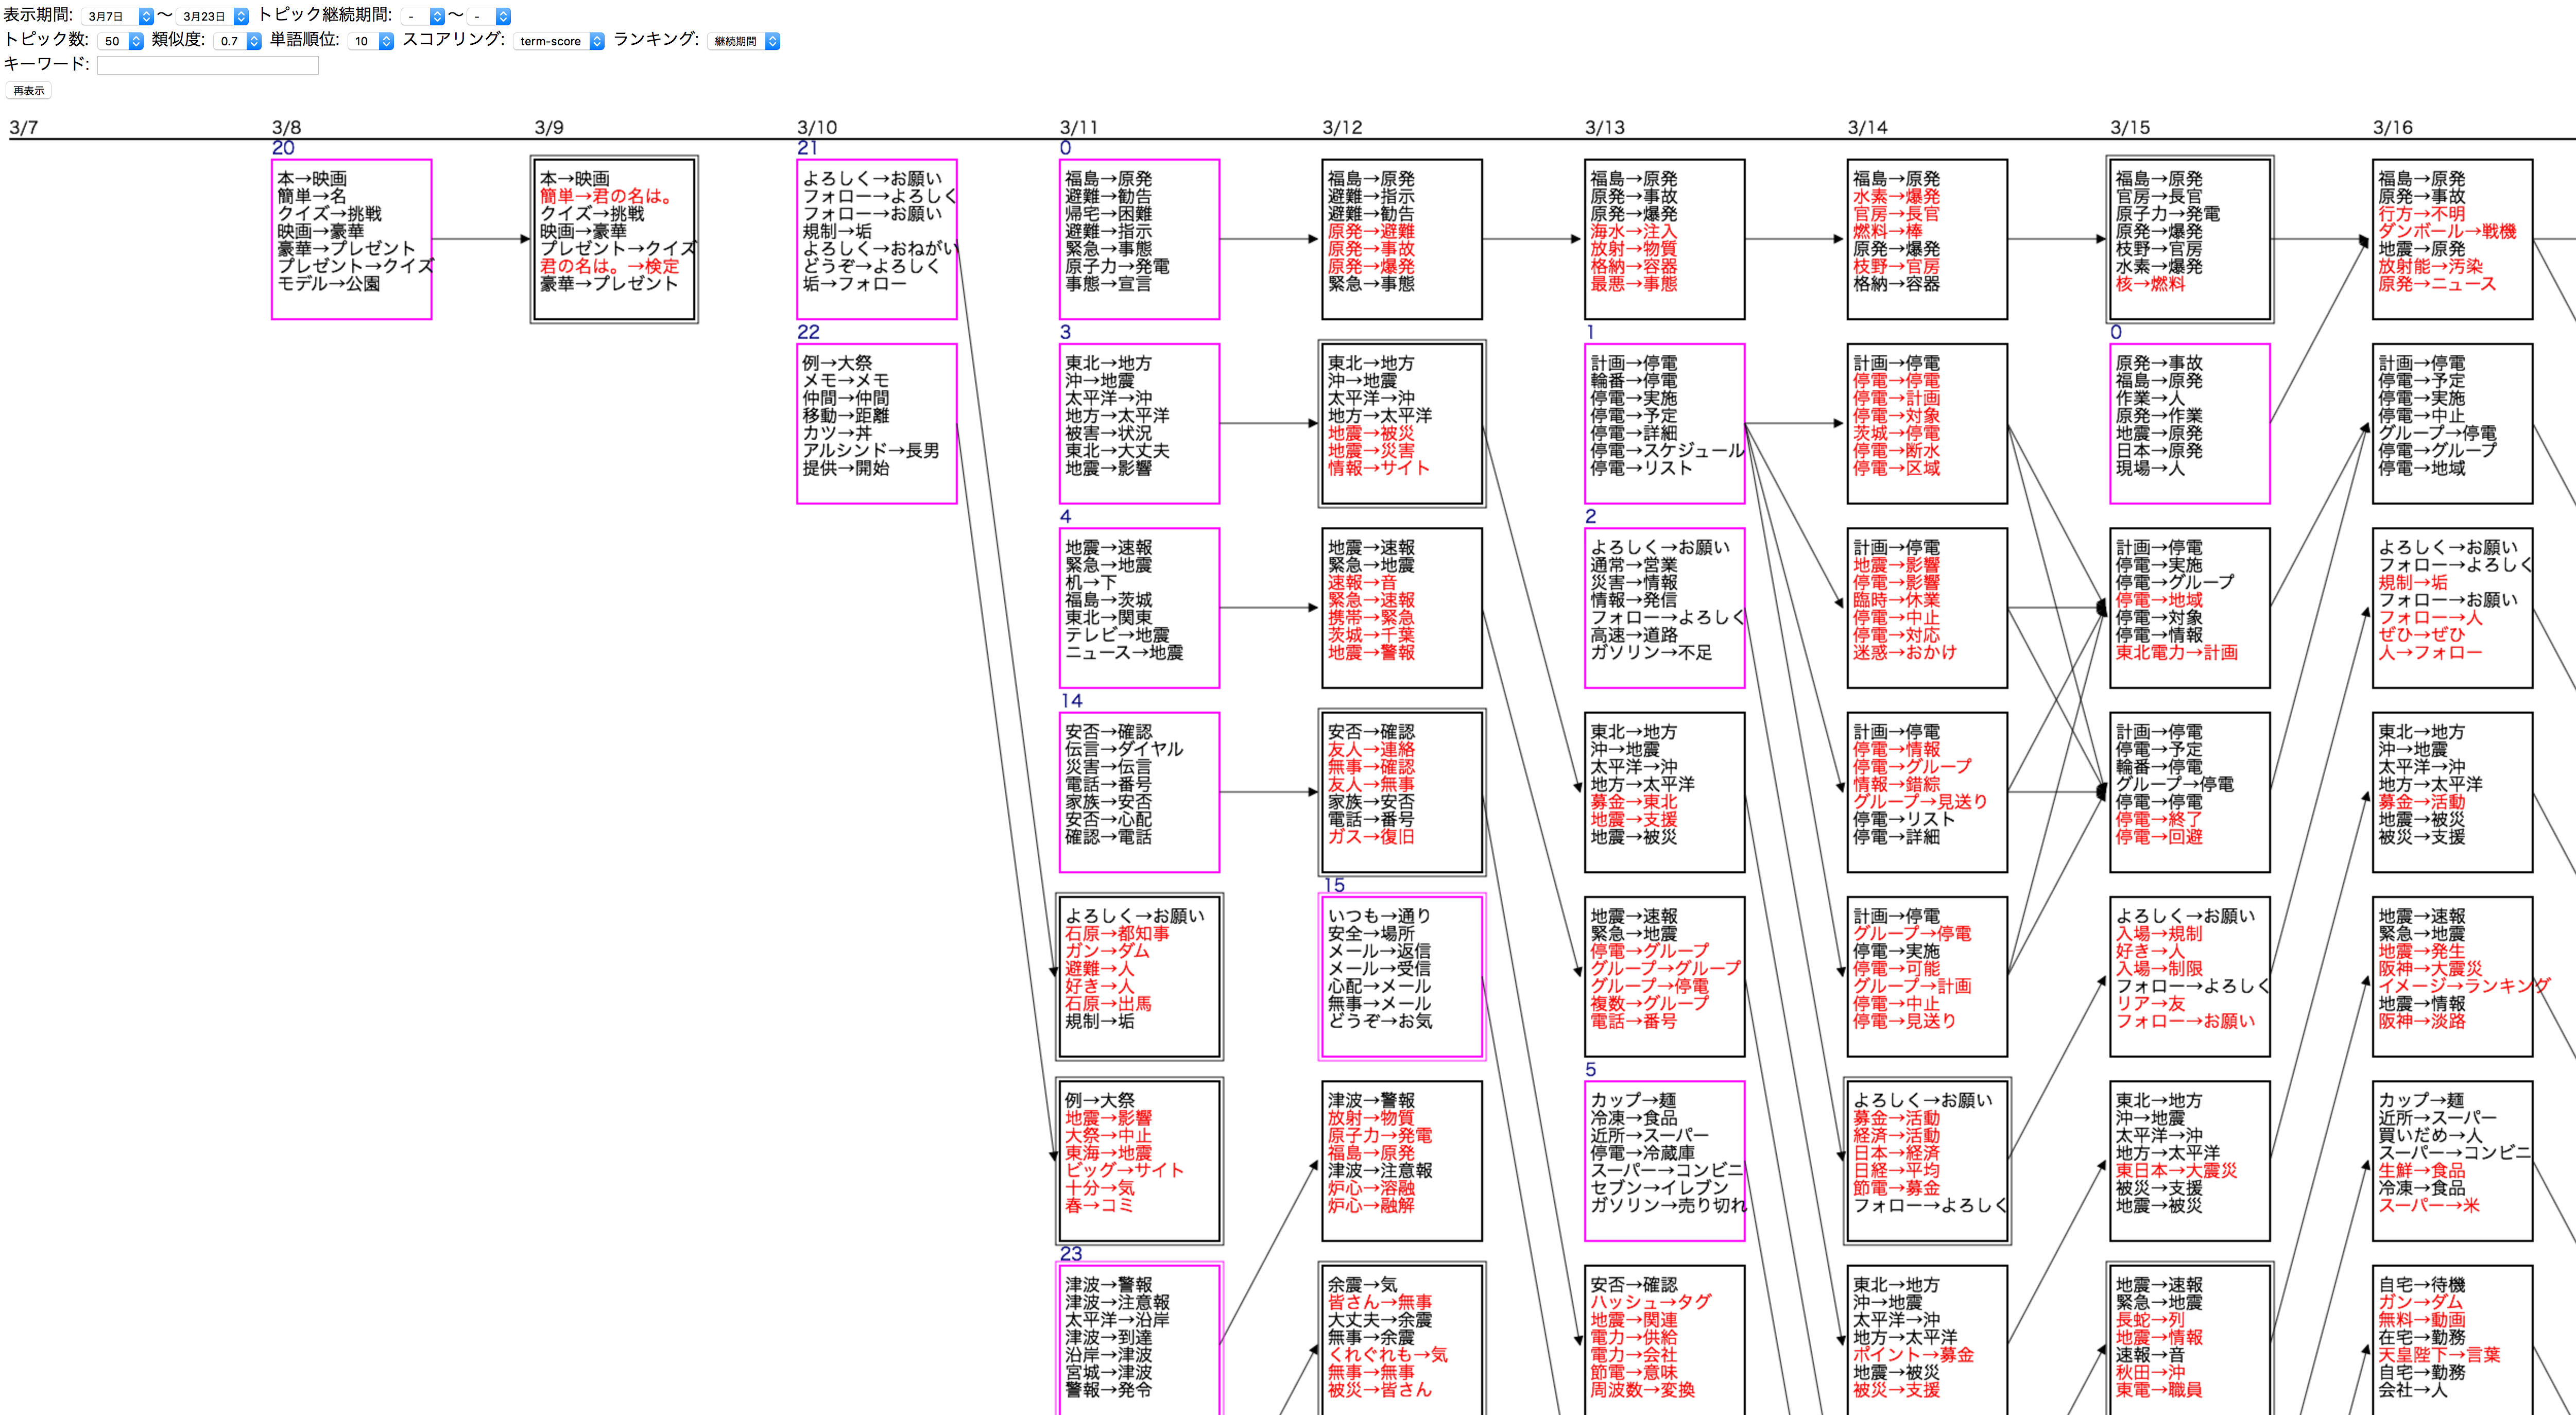 表示期間: 3月7日 〜 3月23日 トピック継続期間: - 〜 -
トピック数: 50 類似度: 0.7 単語順位: 10 スコアリング: term-score ランキング: 継続期間
キーワード:
再表示
3/7 3/8 3/9 3/10 3/11 3/12 3/13 3/14 3/15 3/16
20
本→映画
簡単→名
クイズ→挑戦
映画→豪華
豪華→プレゼント
プレゼント→クイズ
モデル→公園
本→映画
簡単→君の名は。
クイズ→挑戦
映画→豪華
プレゼント→クイズ
君の名は。→検定
豪華→プレゼント
21
よろしく→お願い
フォロー→よろしく
フォロー→お願い
規制→垢
よろしく→おねがい
どうぞ→よろしく
垢→フォロー
22
例→大祭
メモ→メモ
仲間→仲間
移動→距離
カツ→丼
アルシンド→長男
提供→開始
0
福島→原発
避難→勧告
帰宅→困難
避難→指示
緊急→事態
原子力→発電
事態→宣言
3
東北→地方
沖→地震
太平洋→沖
地方→太平洋
被害→状況
東北→大丈夫
地震→影響
4
地震→速報
緊急→地震
机→下
福島→茨城
東北→関東
テレビ→地震
ニュース→地震
14
安否→確認
伝言→ダイヤル
災害→伝言
電話→番号
家族→安否
安否→心配
確認→電話
よろしく→お願い
石原→都知事
ガン→ダム
避難→人
好き→人
石原→出馬
規制→垢
例→大祭
地震→影響
大祭→中止
東海→地震
ビッグ→サイト
十分→気
春→コミ
23
津波→警報
津波→注意報
太平洋→沿岸
津波→到達
沿岸→津波
宮城→津波
警報→発令
福島→原発
避難→指示
避難→勧告
原発→避難
原発→事故
原発→爆発
緊急→事態
東北→地方
沖→地震
太平洋→沖
地方→太平洋
地震→被災
地震→災害
情報→サイト
地震→速報
緊急→地震
速報→音
緊急→速報
携帯→緊急
茨城→千葉
地震→警報
安否→確認
友人→連絡
無事→確認
友人→無事
家族→安否
電話→番号
ガス→復旧
15
いつも→通り
安全→場所
メール→返信
メール→受信
心配→メール
無事→メール
どうぞ→お気
津波→警報
放射→物質
原子力→発電
福島→原発
津波→注意報
炉心→溶融
炉心→融解
余震→気
皆さん→無事
大丈夫→余震
無事→余震
くれぐれも→気
無事→無事
被災→皆さん
福島→原発
原発→事故
原発→爆発
海水→注入
放射→物質
格納→容器
最悪→事態
1
計画→停電
輪番→停電
停電→実施
停電→予定
停電→詳細
停電→スケジュール
停電→リスト
2
よろしく→お願い
通常→営業
災害→情報
情報→発信
フォロー→よろしく
高速→道路
ガソリン→不足
東北→地方
沖→地震
太平洋→沖
地方→太平洋
募金→東北
地震→支援
地震→被災
地震→速報
緊急→地震
停電→グループ
グループ→グループ
グループ→停電
複数→グループ
電話→番号
5
カップ→麺
冷凍→食品
近所→スーパー
停電→冷蔵庫
スーパー→コンビニ
セブン→イレブン
ガソリン→売り切れ
安否→確認
ハッシュ→タグ
地震→関連
電力→供給
電力→会社
節電→意味
周波数→変換
福島→原発
水素→爆発
官房→長官
燃料→棒
原発→爆発
枝野→官房
格納→容器
計画→停電
停電→停電
停電→計画
停電→対象
茨城→停電
停電→断水
停電→区域
計画→停電
地震→影響
停電→影響
臨時→休業
停電→中止
停電→対応
迷惑→おかけ
計画→停電
停電→情報
停電→グループ
情報→錯綜
グループ→見送り
停電→リスト
停電→詳細
計画→停電
グループ→停電
停電→実施
停電→可能
グループ→計画
停電→中止
停電→見送り
よろしく→お願い
募金→活動
経済→活動
日本→経済
日経→平均
節電→募金
フォロー→よろしく
東北→地方
沖→地震
太平洋→沖
地方→太平洋
ポイント→募金
地震→被災
被災→支援
福島→原発
官房→長官
原子力→発電
原発→爆発
枝野→官房
水素→爆発
核→燃料
0
原発→事故
福島→原発
作業→人
原発→作業
地震→原発
日本→原発
現場→人
計画→停電
停電→実施
停電→グループ
停電→地域
停電→対象
停電→情報
東北電力→計画
計画→停電
停電→予定
輪番→停電
グループ→停電
停電→停電
停電→終了
停電→回避
よろしく→お願い
入場→規制
好き→人
入場→制限
フォロー→よろしく
リア→友
フォロー→お願い
東北→地方
沖→地震
太平洋→沖
地方→太平洋
東日本→大震災
被災→支援
地震→被災
地震→速報
緊急→地震
長蛇→列
地震→情報
速報→音
秋田→沖
東電→職員
福島→原発
原発→事故
行方→不明
ダンボール→戦機
地震→原発
放射能→汚染
原発→ニュース
計画→停電
停電→予定
停電→実施
停電→中止
グループ→停電
停電→グループ
停電→地域
よろしく→お願い
フォロー→よろしく
規制→垢
フォロー→お願い
フォロー→人
ぜひ→ぜひ
人→フォロー
東北→地方
沖→地震
太平洋→沖
地方→太平洋
募金→活動
地震→被災
被災→支援
地震→速報
緊急→地震
地震→発生
阪神→大震災
イメージ→ランキング
地震→情報
阪神→淡路
カップ→麺
近所→スーパー
買いだめ→人
スーパー→コンビニ
生鮮→食品
冷凍→食品
スーパー→米
自宅→待機
ガン→ダム
無料→動画
在宅→勤務
天皇陛下→言葉
自宅→勤務
会社→人